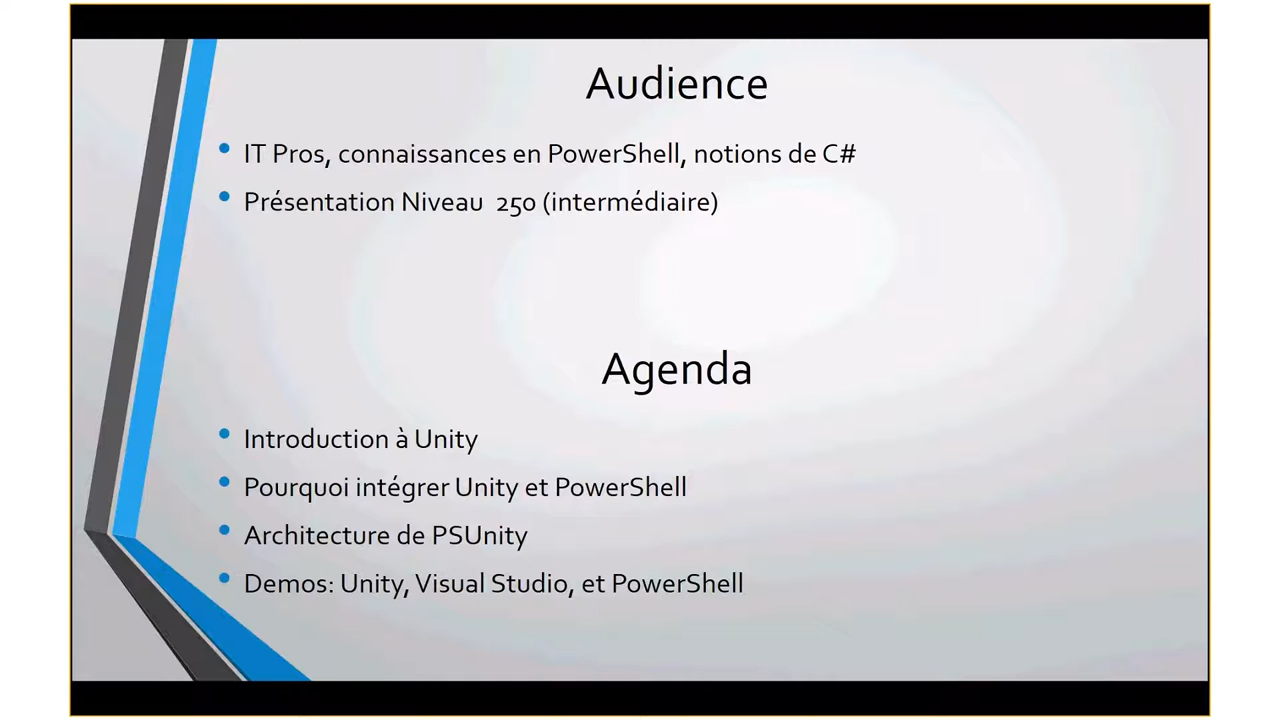 Audience
• IT Pros, connaissances en PowerShell, notions de C#
• Présentation Niveau  250 (intermédiaire)
Agenda
• Introduction à Unity
• Pourquoi intégrer Unity et PowerShell
• Architecture de PSUnity
• Demos: Unity, Visual Studio, et PowerShell